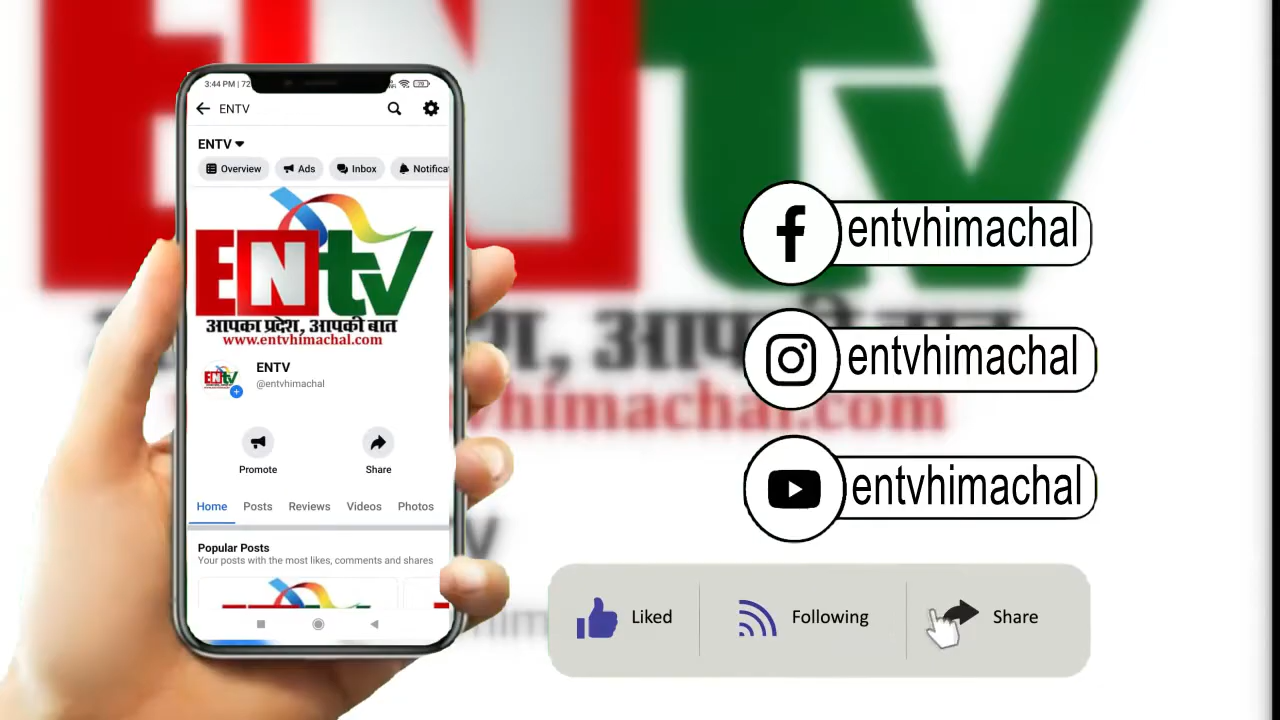 3:44 PM | 72
ENTV
ENTV
Overview
Ads
Inbox
Notifica
ENtv
आपका प्रदेश, आपकी बात
www.entvhimachal.com
ENTV
@entvhimachal
Promote
Share
Home
Posts
Reviews
Videos
Photos
Popular Posts
Your posts with the most likes, comments and shares
entvhimachal
entvhimachal
entvhimachal
Liked
Following
Share